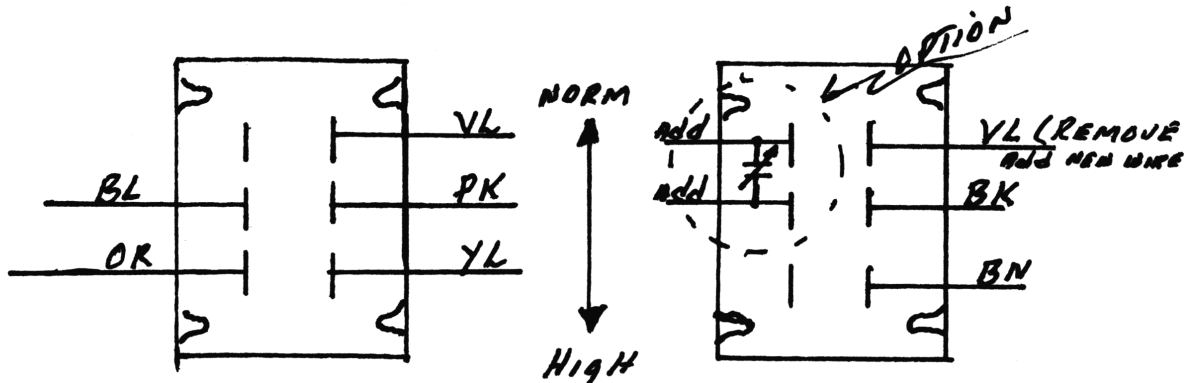 OPTION
NORM
VL
Add
VL (REMOVE
Add NEW WIRE
BL
PK
Add
BK
OR
YL
BN
HIgH